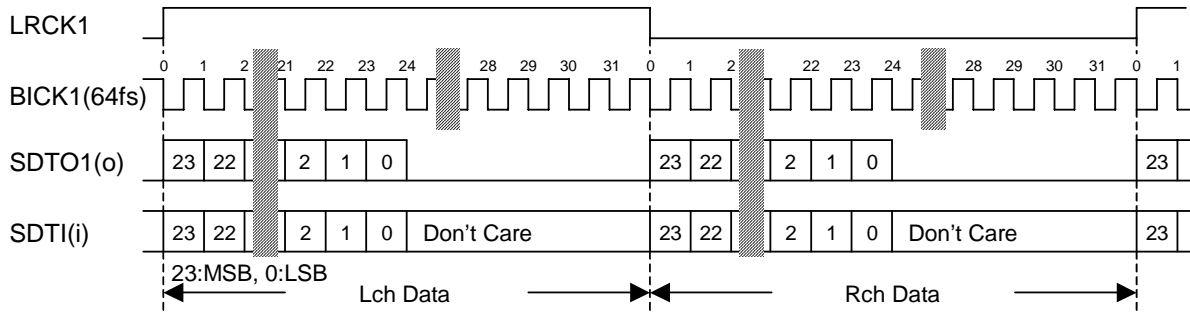 LRCK1
0 1 2 21 22 23 24 28 29 30 31 0 1 2 22 23 24 28 29 30 31 0 1
BICK1(64fs)
SDTO1(o) 23 22 2 1 0 23 22 2 1 0 23
SDTI(i) 23 22 2 1 0 Don't Care 23 22 2 1 0 Don't Care 23
23:MSB, 0:LSB
Lch Data Rch Data